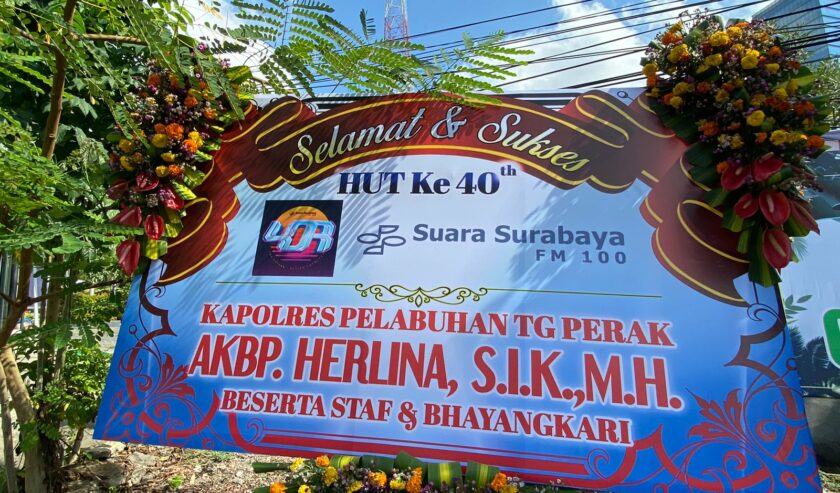 Selamat & Sukses
HUT Ke 40th
40R
Suara Surabaya
FM 100
KAPOLRES PELABUHAN TG PERAK
AKBP. HERLINA, S.I.K.,M.H.
BESERTA STAF & BHAYANGKARI